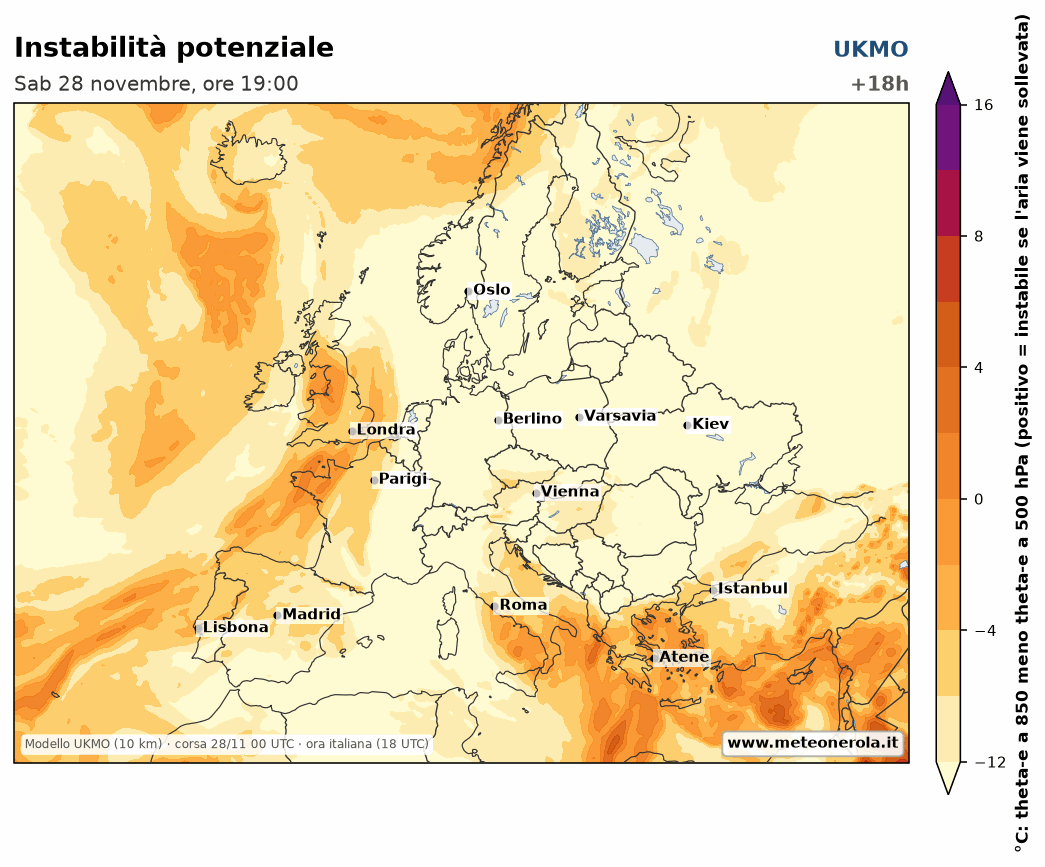 Instabilità potenziale
UKMO
Sab 28 novembre, ore 19:00
+18h
Oslo
Berlino
Varsavia
Kiev
Londra
Parigi
Vienna
Istanbul
Roma
Madrid
Lisbona
Atene
Modello UKMO (10 km) · corsa 28/11 00 UTC · ora italiana (18 UTC)
www.meteonerola.it
16
8
4
0
−4
−12
°C: theta-e a 850 meno theta-e a 500 hPa (positivo = instabile se l'aria viene sollevata)